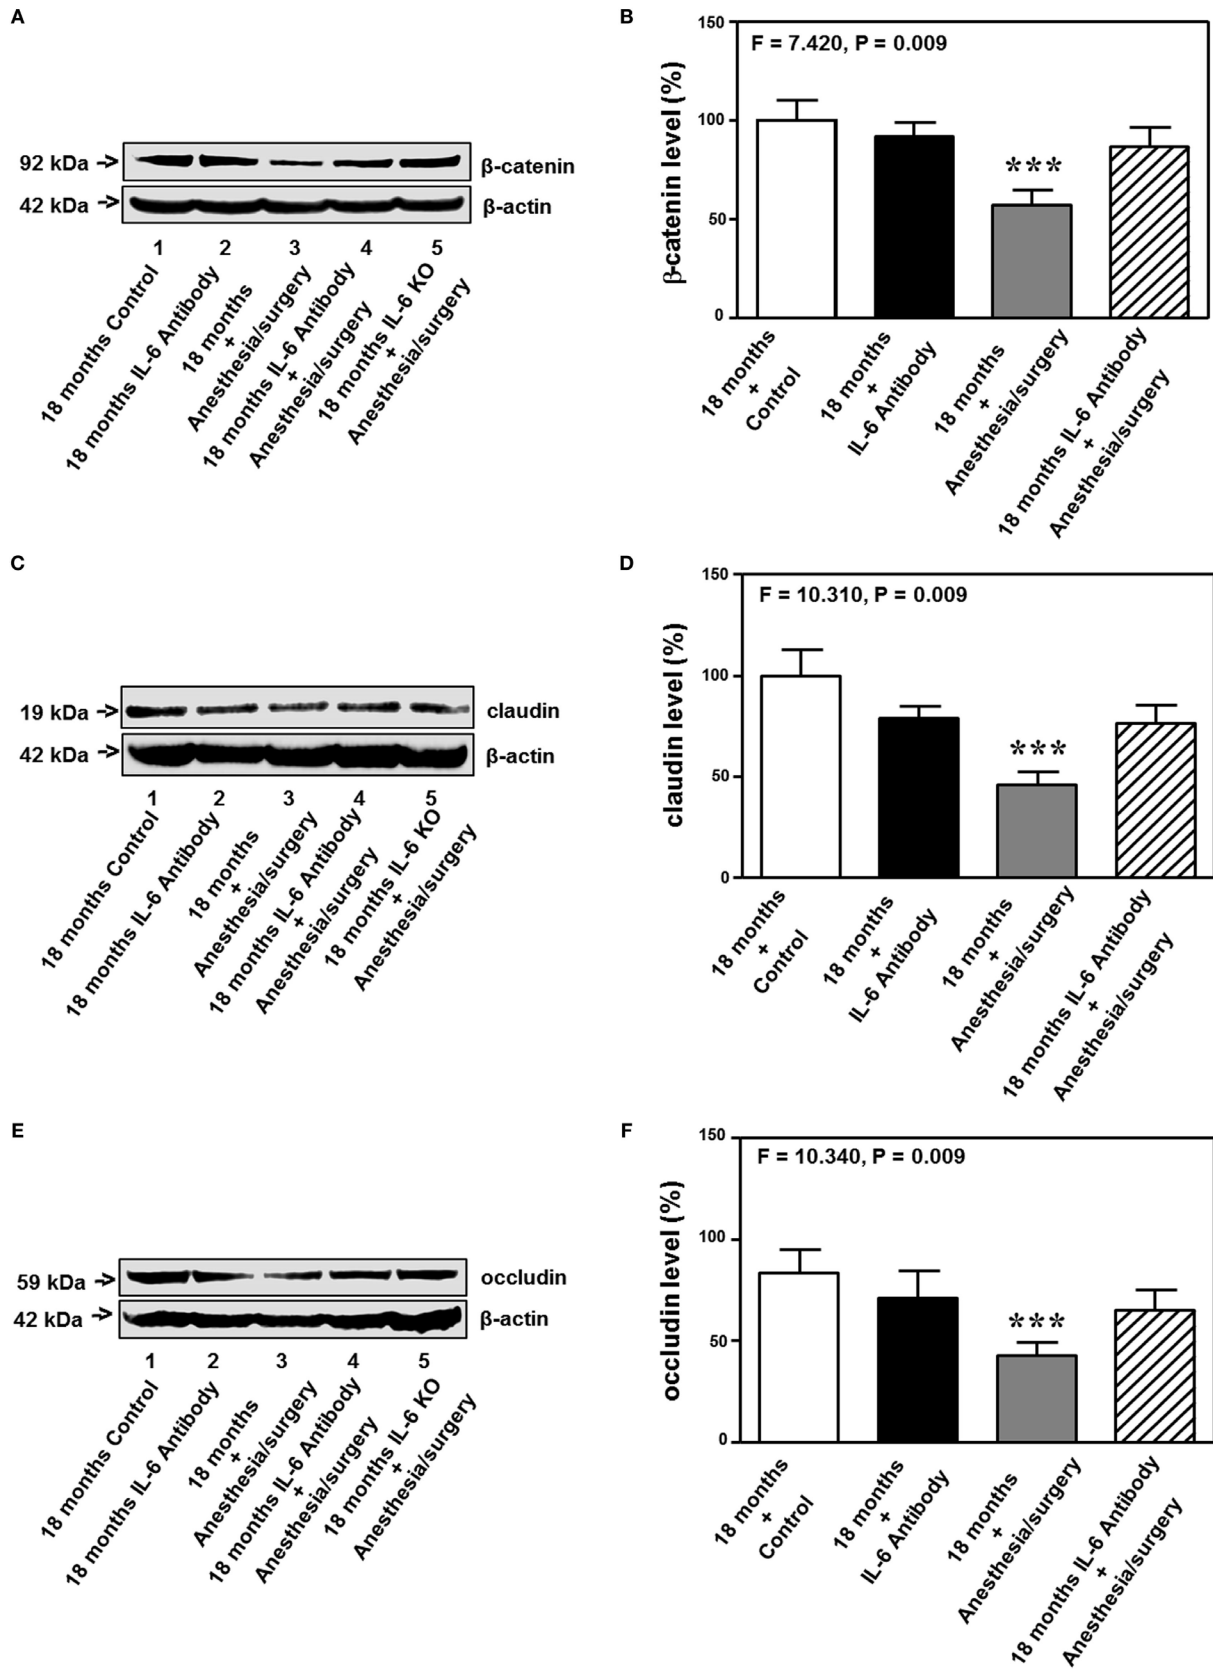 A
92 kDa
β-catenin
42 kDa
β-actin
1 2 3 4 5
18 months Control
18 months IL-6 Antibody
18 months
+
Anesthesia/surgery
18 months IL-6 Antibody
+
Anesthesia/surgery
18 months IL-6 KO
+
Anesthesia/surgery
B
F = 7.420, P = 0.009
β-catenin level (%)
150
100
50
0
***
18 months
+
Control
18 months
+
IL-6 Antibody
18 months
+
Anesthesia/surgery
18 months IL-6 Antibody
+
Anesthesia/surgery
C
19 kDa
claudin
42 kDa
β-actin
1 2 3 4 5
18 months Control
18 months IL-6 Antibody
18 months
+
Anesthesia/surgery
18 months IL-6 Antibody
+
Anesthesia/surgery
18 months IL-6 KO
+
Anesthesia/surgery
D
F = 10.310, P = 0.009
claudin level (%)
150
100
50
0
***
18 months
+
Control
18 months
+
IL-6 Antibody
18 months
+
Anesthesia/surgery
18 months IL-6 Antibody
+
Anesthesia/surgery
E
59 kDa
occludin
42 kDa
β-actin
1 2 3 4 5
18 months Control
18 months IL-6 Antibody
18 months
+
Anesthesia/surgery
18 months IL-6 Antibody
+
Anesthesia/surgery
18 months IL-6 KO
+
Anesthesia/surgery
F
F = 10.340, P = 0.009
occludin level (%)
150
100
50
0
***
18 months
+
Control
18 months
+
IL-6 Antibody
18 months
+
Anesthesia/surgery
18 months IL-6 Antibody
+
Anesthesia/surgery